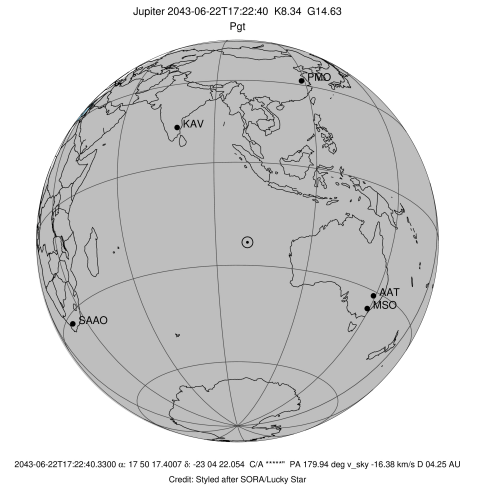 Jupiter 2043-06-22T17:22:40 K8.34 G14.63
Pgt
PMO
KAV
AAT
MSO
SAAO
2043-06-22T17:22:40.3300 α: 17 50 17.4007 δ: -23 04 22.054 C/A *****" PA 179.94 deg v_sky -16.38 km/s D 04.25 AU
Credit: Styled after SORA/Lucky Star